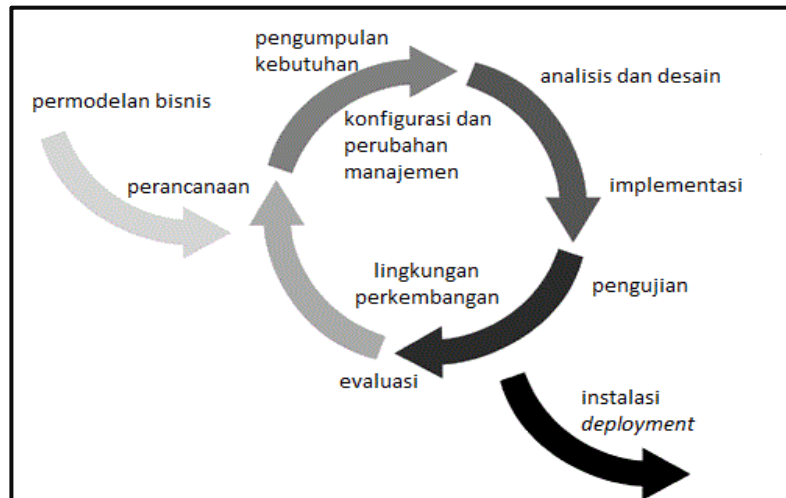 pengumpulan
kebutuhan
analisis dan desain
permodelan bisnis
konfigurasi dan
perubahan
manajemen
perancanaan
implementasi
lingkungan
perkembangan
pengujian
evaluasi
instalasi
deployment